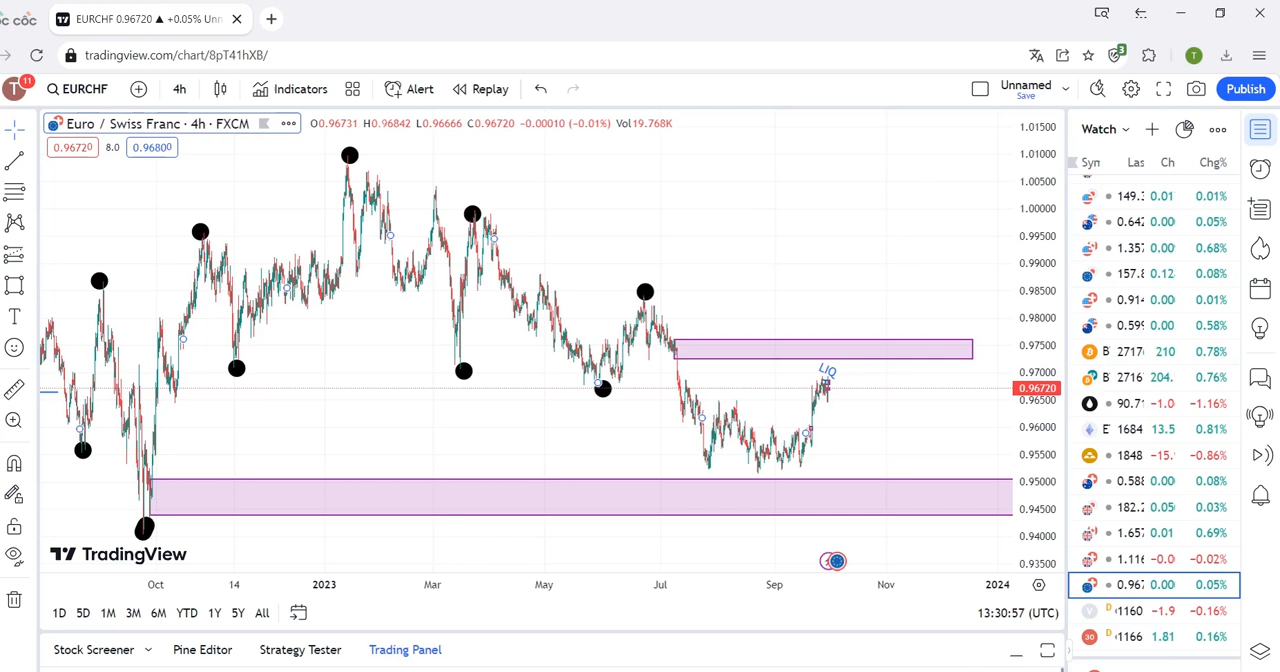 c cốc
EURCHF 0.96720 ▲ +0.05% Unn
tradingview.com/chart/8pT41hXB/
3
T
T
11
EURCHF
4h
Indicators
Alert
Replay
Unnamed
Save
Publish
Euro / Swiss Franc · 4h · FXCM
O0.96731 H0.96842 L0.96666 C0.96720 −0.00010 (−0.01%) Vol19.768K
0.96720 8.0 0.96800
1.01500
1.01000
1.00500
1.00000
0.99500
0.99000
0.98500
0.98000
0.97500
0.97000
0.96720
0.96500
0.96000
0.95500
0.95000
0.94500
0.94000
0.93500
LIQ
TradingView
Oct 14 2023 Mar May Jul Sep Nov 2024
1D 5D 1M 3M 6M YTD 1Y 5Y All
13:30:57 (UTC)
Stock Screener Pine Editor Strategy Tester Trading Panel
Watch
Syn Las Ch Chg%
149.3 0.01 0.01%
0.642 0.00 0.05%
1.357 0.00 0.68%
157.8 0.12 0.08%
0.914 0.00 0.01%
0.599 0.00 0.58%
B 2717 210 0.78%
B 2716 204. 0.76%
90.71 −1.0 −1.16%
E 1684 13.5 0.81%
1848 −15. −0.86%
0.588 0.00 0.08%
182.2 0.05 0.03%
1.657 0.01 0.69%
1.116 −0.0 −0.02%
0.967 0.00 0.05%
V D 1160 −1.9 −0.16%
30 D 1166 1.81 0.16%